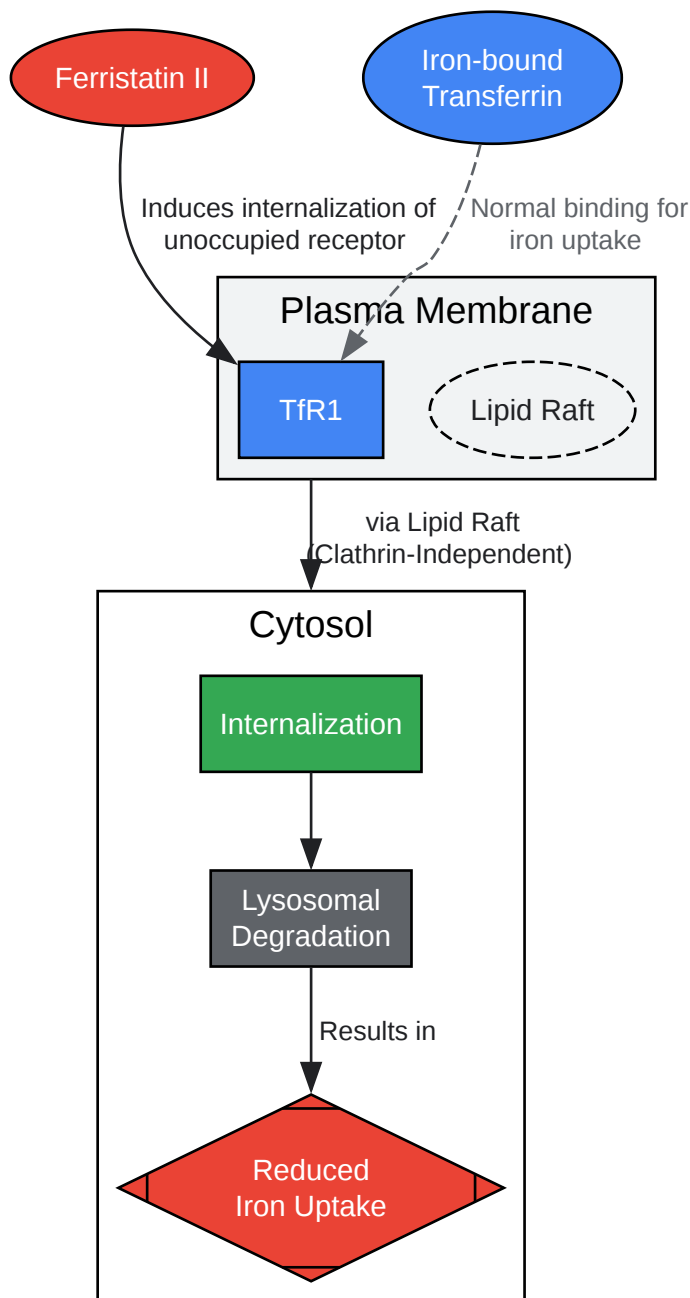 Ferristatin II
Iron-bound
Transferrin
Induces internalization of
unoccupied receptor
Normal binding for
iron uptake
Plasma Membrane
TfR1
Lipid Raft
via Lipid Raft
(Clathrin-Independent)
Cytosol
Internalization
Lysosomal
Degradation
Results in
Reduced
Iron Uptake